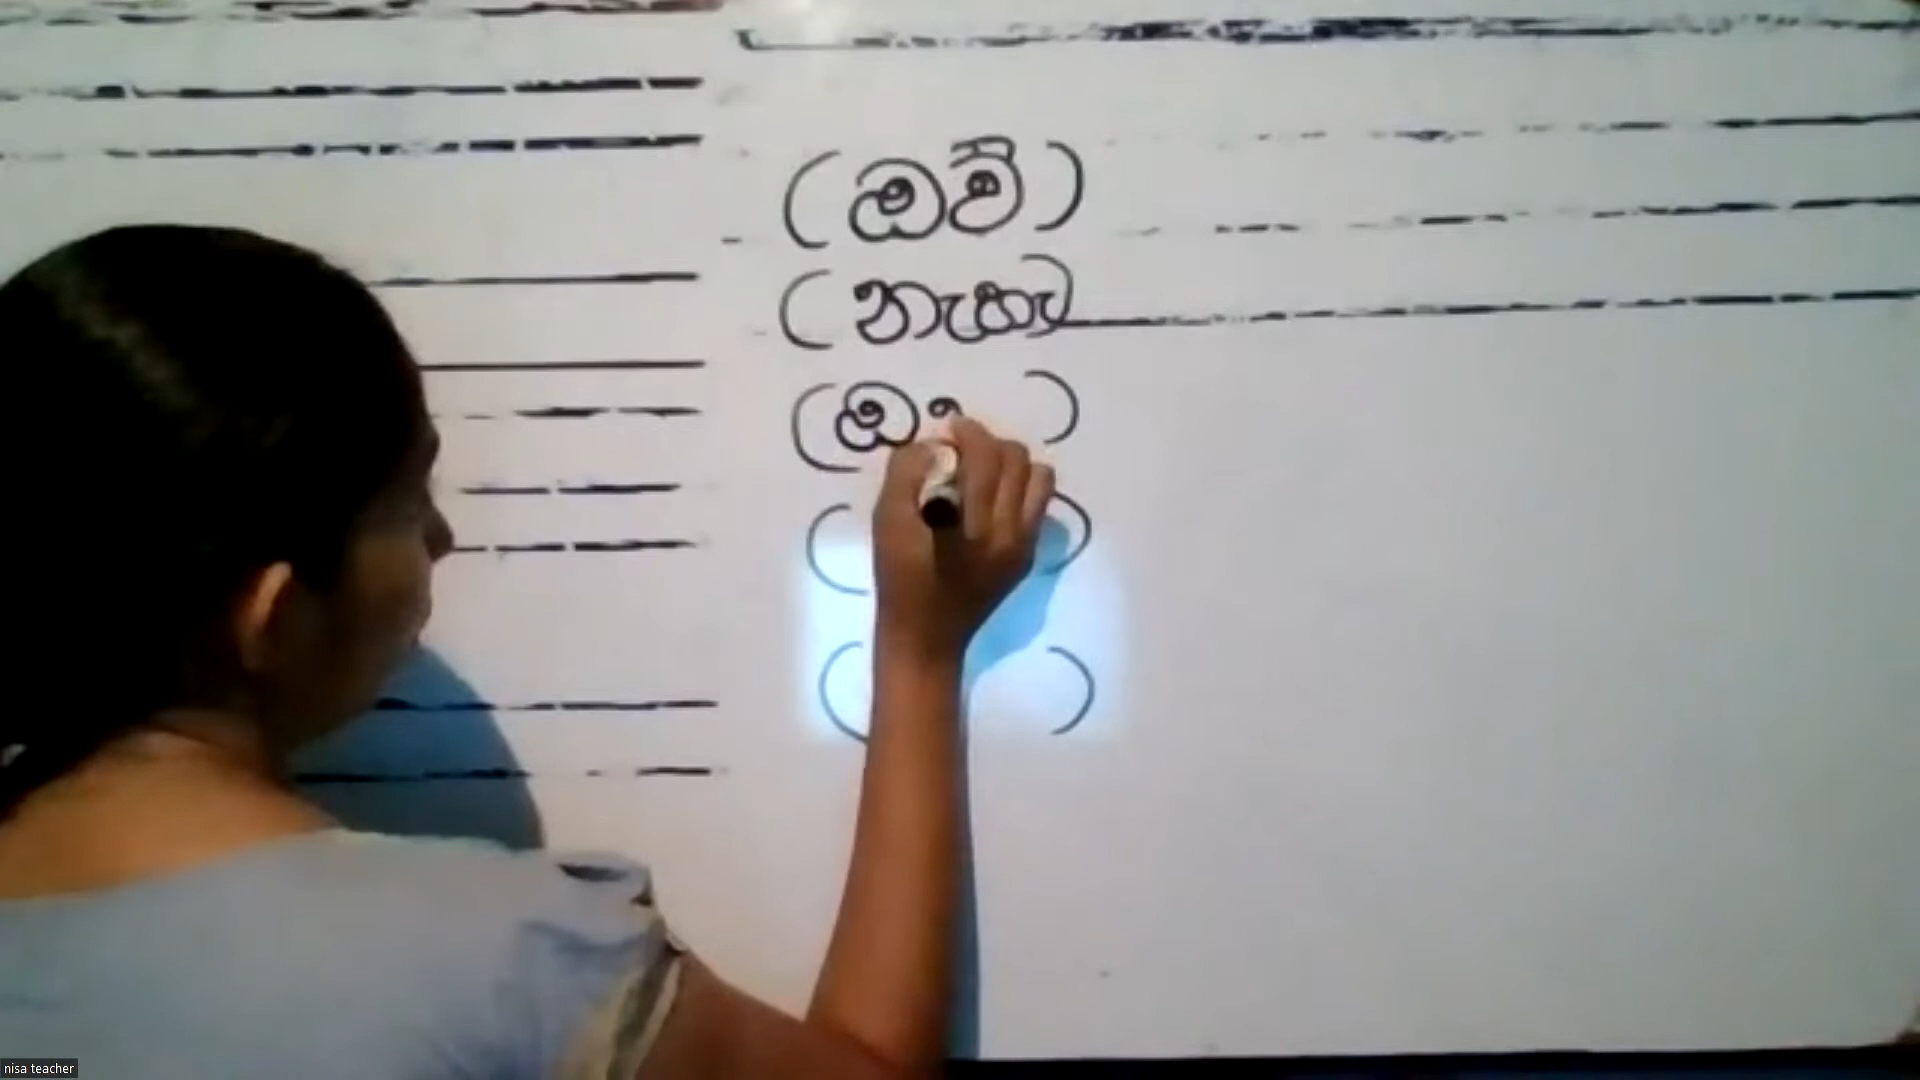 (ඔව්)
(නැහැ)
(ඔ )
( )
( )
nisa teacher